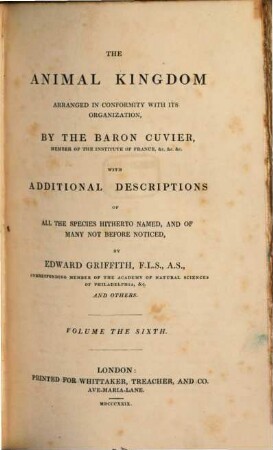 THE
ANIMAL KINGDOM
ARRANGED IN CONFORMITY WITH ITS
ORGANIZATION,
BY THE BARON CUVIER,
MEMBER OF THE INSTITUTE OF FRANCE, &c. &c. &c.
WITH
ADDITIONAL DESCRIPTIONS
OF
ALL THE SPECIES HITHERTO NAMED, AND OF
MANY NOT BEFORE NOTICED,
BY
EDWARD GRIFFITH, F.L.S., A.S.,
CORRESPONDING MEMBER OF THE ACADEMY OF NATURAL SCIENCES
OF PHILADELPHIA, &c.
AND OTHERS.
VOLUME THE SIXTH.
LONDON:
PRINTED FOR WHITTAKER, TREACHER, AND CO.
AVE-MARIA-LANE.
MDCCCXXIX.